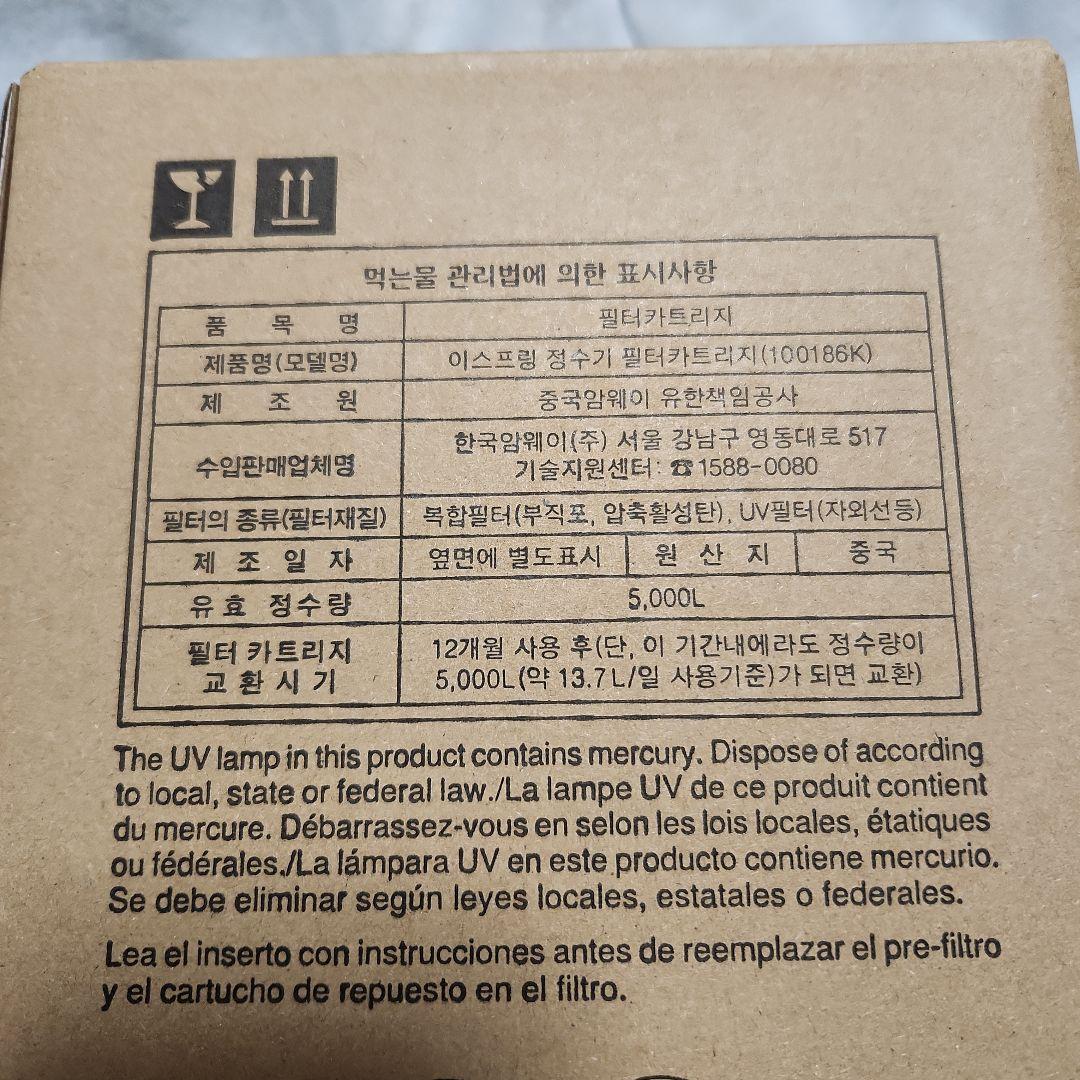 먹는물 관리법에 의한 표시사항
품 목 명 필터카트리지
제품명(모델명) 이스프링 정수기 필터카트리지(100186K)
제 조 원 중국암웨이 유한책임공사
수입판매업체명 한국암웨이(주) 서울 강남구 영동대로 517
기술지원센터: ☎1588-0080
필터의 종류(필터재질) 복합필터(부직포, 압축활성탄), UV필터(자외선등)
제 조 일 자 옆면에 별도표시 원 산 지 중국
유효 정수량 5,000L
필터 카트리지 12개월 사용 후(단, 이 기간내에라도 정수량이
교 환 시 기 5,000L(약 13.7L/일 사용기준)가 되면 교환)
The UV lamp in this product contains mercury. Dispose of according
to local, state or federal law./La lampe UV de ce produit contient
du mercure. Débarrassez-vous en selon les lois locales, étatiques
ou fédérales./La lámpara UV en este producto contiene mercurio.
Se debe eliminar según leyes locales, estatales o federales.
Lea el inserto con instrucciones antes de reemplazar el pre-filtro
y el cartucho de repuesto en el filtro.